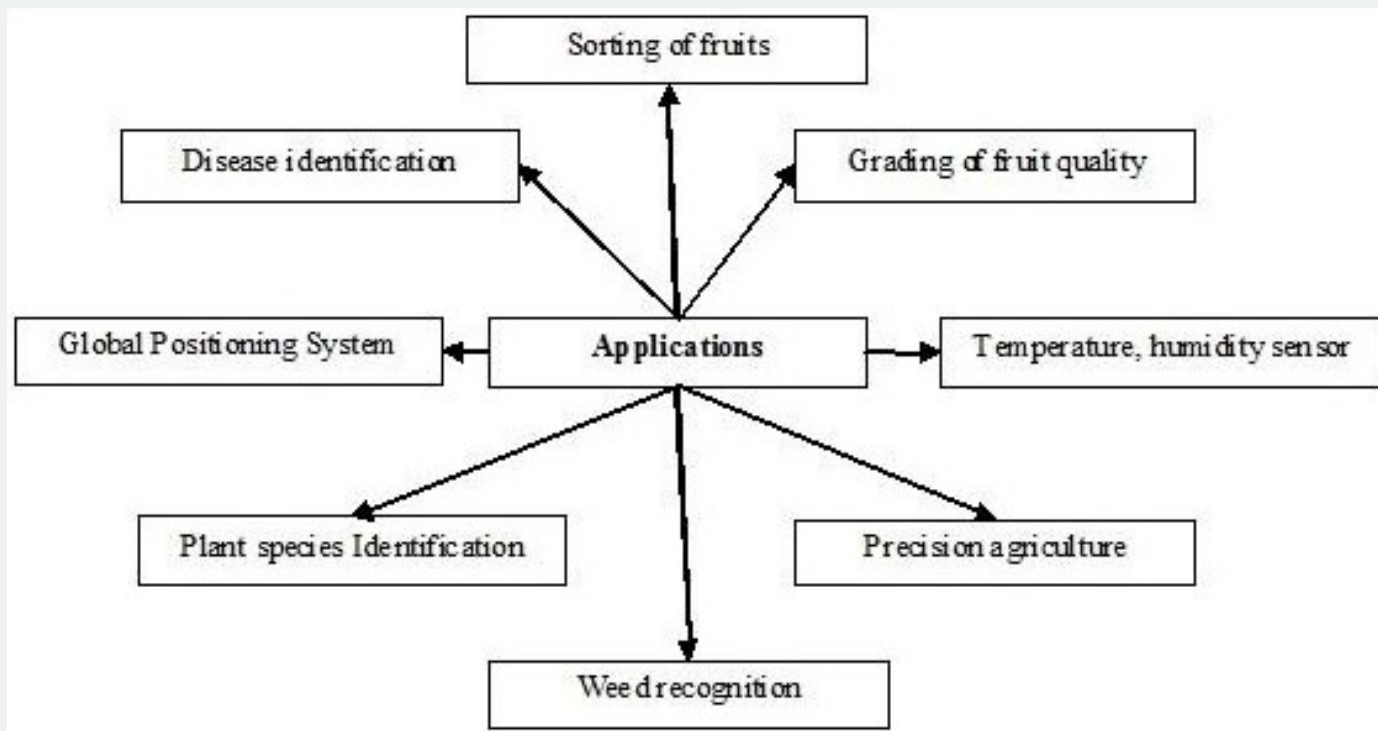 Sorting of fruits
Disease identification
Grading of fruit quality
Global Positioning System
Applications
Temperature, humidity sensor
Plant species Identification
Precision agriculture
Weed recognition